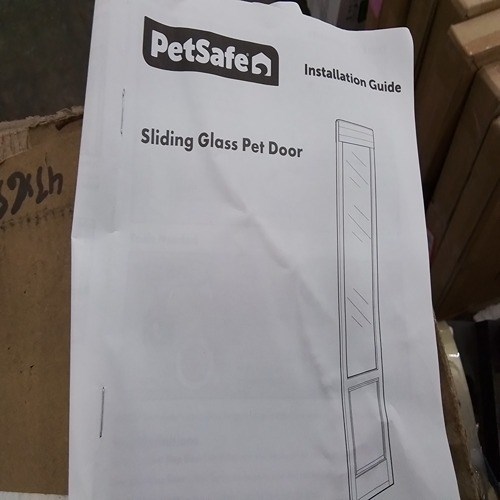 PetSafe
Installation Guide
Sliding Glass Pet Door